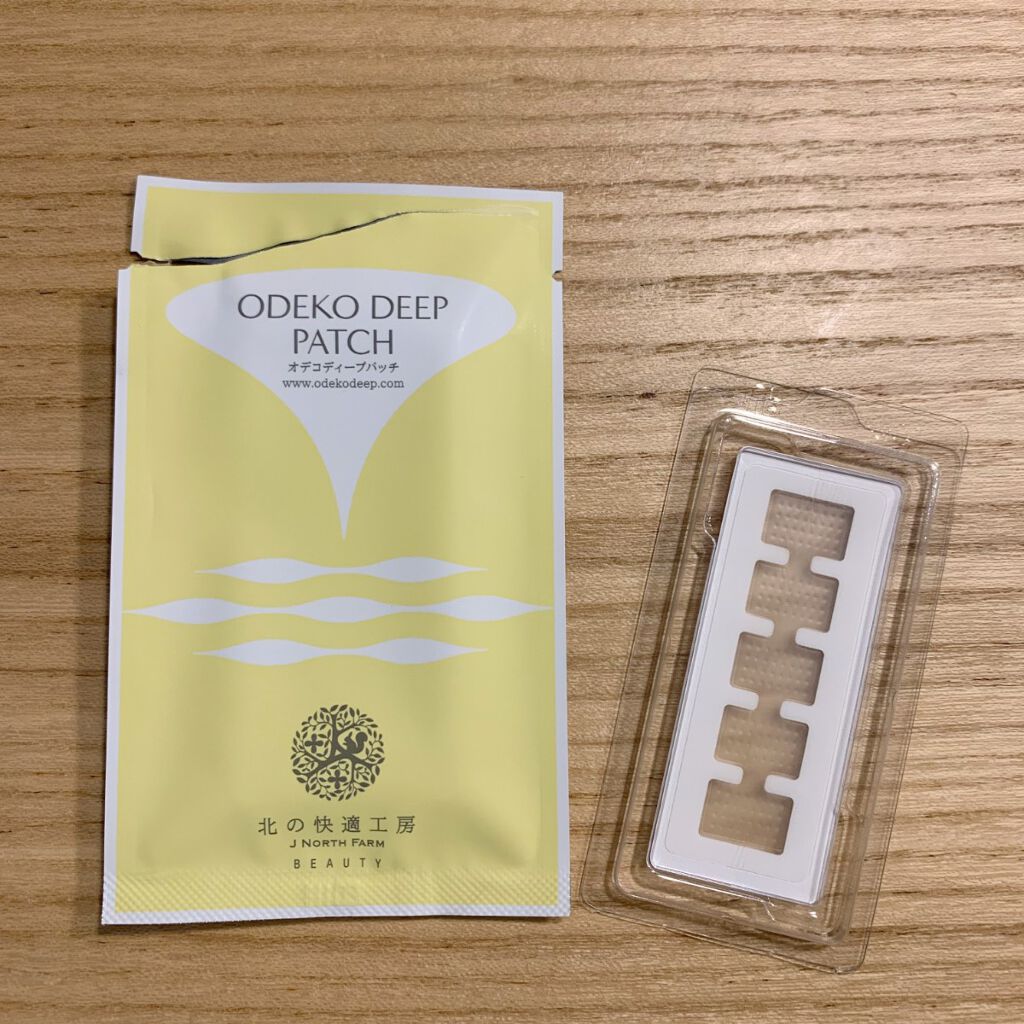 ODEKO DEEP
PATCH
オデコディープパッチ
www.odekodeep.com
北の快適工房
J NORTH FARM
BEAUTY